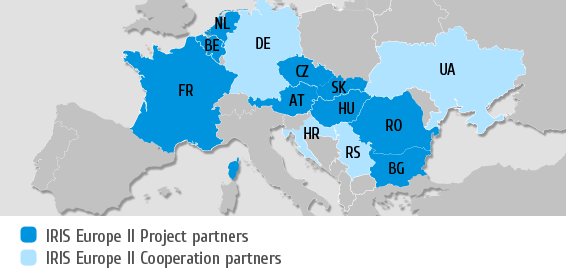 NL
BE
DE
FR
CZ
SK
AT
HU
UA
HR
RO
RS
BG
IRIS Europe II Project partners
IRIS Europe II Cooperation partners